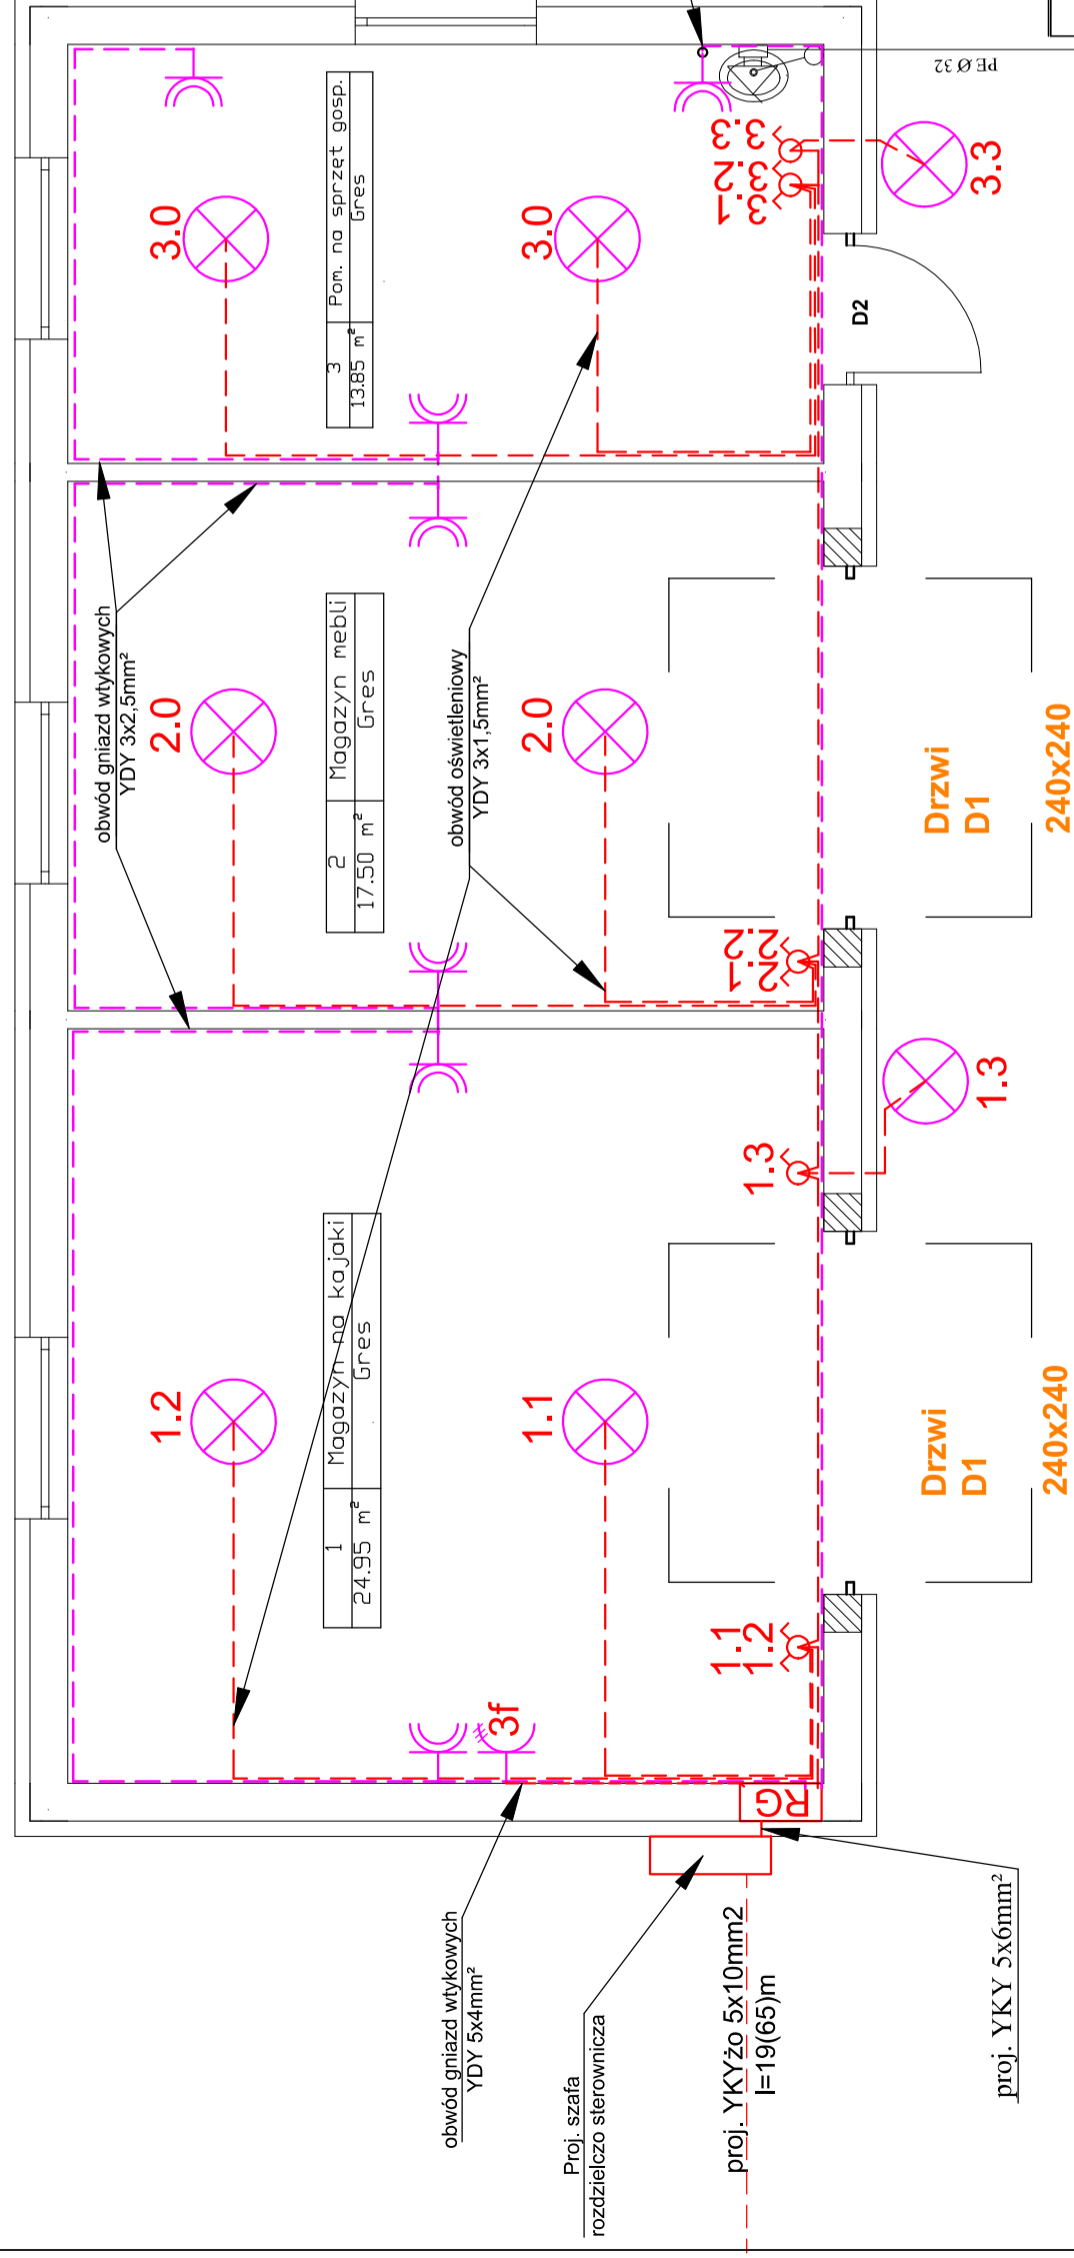 obwód gniazd wtykowych
YDY 5x4mm²
Proj. szafa
rozdzielczo sterownicza
proj. YKYżo 5x10mm2
l=19(65)m
proj. YKY 5x6mm²
RG
3f
1.2
1.1
1.1
1.2
1
Magazyn na kajaki
24.95 m²
Gres
Drzwi
D1
240x240
1.3
1.3
obwód gniazd wtykowych
YDY 3x2,5mm²
2.0
2.0
2
Magazyn mebli
17.50 m²
Gres
obwód oświetleniowy
YDY 3x1,5mm²
2.1
2.2
Drzwi
D1
240x240
3.0
3.0
3
Pom. na sprzęt gosp.
13.85 m²
Gres
3.1
3.2
3.3
3.3
D2
PE Ø 32